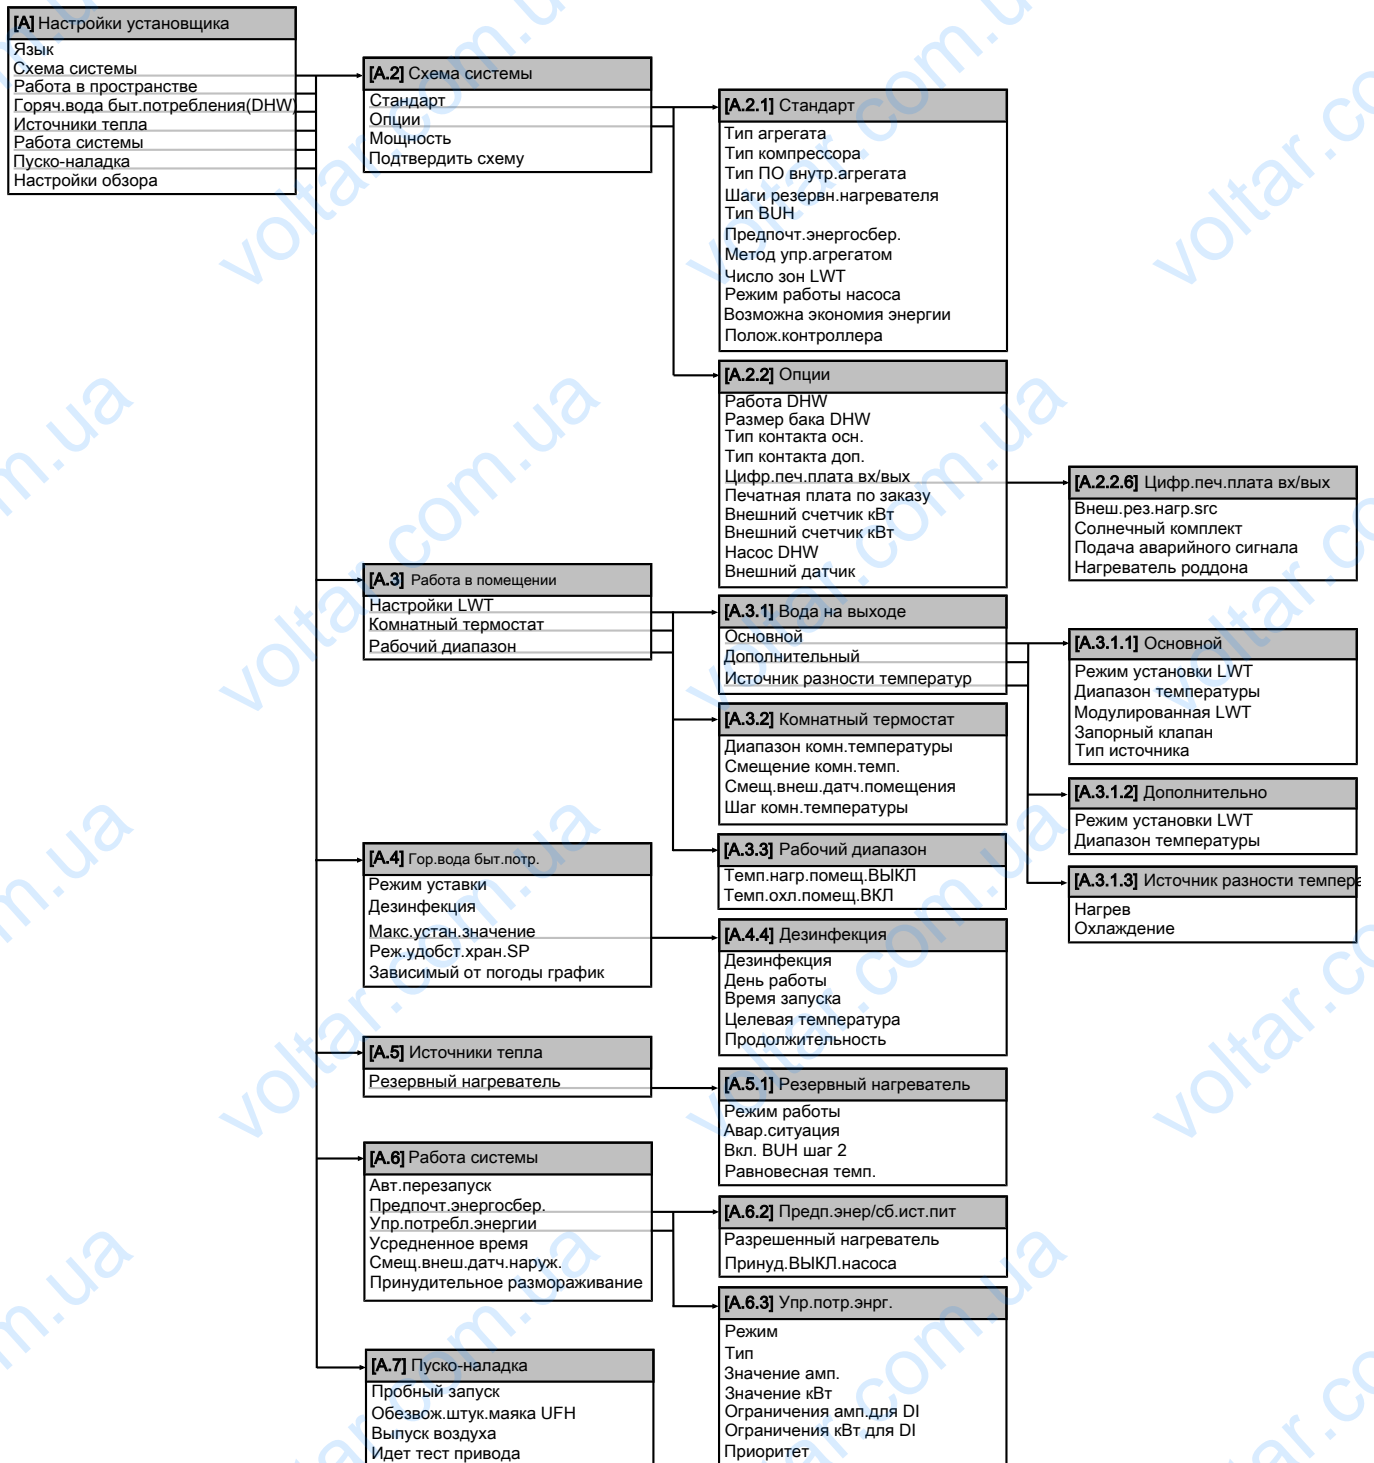 [A] Настройки установщика
Язык
Схема системы
Работа в пространстве
Горяч.вода быт.потребления(DHW)
Источники тепла
Работа системы
Пуско-наладка
Настройки обзора
[A.2] Схема системы
Стандарт
Опции
Мощность
Подтвердить схему
[A.2.1] Стандарт
Тип агрегата
Тип компрессора
Тип ПО внутр.агрегата
Шаги резервн.нагревателя
Тип BUH
Предпочт.энергосбер.
Метод упр.агрегатом
Число зон LWT
Режим работы насоса
Возможна экономия энергии
Полож.контроллера
[A.2.2] Опции
Работа DHW
Размер бака DHW
Тип контакта осн.
Тип контакта доп.
Цифр.печ.плата вх/вых
Печатная плата по заказу
Внешний счетчик кВт
Внешний счетчик кВт
Насос DHW
Внешний датчик
[A.2.2.6] Цифр.печ.плата вх/вых
Внеш.рез.нагр.src
Солнечный комплект
Подача аварийного сигнала
Нагреватель роддона
[A.3] Работа в помещении
Настройки LWT
Комнатный термостат
Рабочий диапазон
[A.3.1] Вода на выходе
Основной
Дополнительный
Источник разности температур
[A.3.1.1] Основной
Режим установки LWT
Диапазон температуры
Модулированная LWT
Запорный клапан
Тип источника
[A.3.2] Комнатный термостат
Диапазон комн.температуры
Смещение комн.темп.
Смещ.внеш.датч.помещения
Шаг комн.температуры
[A.3.1.2] Дополнительно
Режим установки LWT
Диапазон температуры
[A.3.3] Рабочий диапазон
Темп.нагр.помещ.ВЫКЛ
Темп.охл.помещ.ВКЛ
[A.3.1.3] Источник разности темпера
Нагрев
Охлаждение
[A.4] Гор.вода быт.потр.
Режим уставки
Дезинфекция
Макс.устан.значение
Реж.удобст.хран.SP
Зависимый от погоды график
[A.4.4] Дезинфекция
Дезинфекция
День работы
Время запуска
Целевая температура
Продолжительность
[A.5] Источники тепла
Резервный нагреватель
[A.5.1] Резервный нагреватель
Режим работы
Авар.ситуация
Вкл. BUH шаг 2
Равновесная темп.
[A.6] Работа системы
Авт.перезапуск
Предпочт.энергосбер.
Упр.потребл.энергии
Усредненное время
Смещ.внеш.датч.наруж.
Принудительное размораживание
[A.6.2] Предп.энер/сб.ист.пит
Разрешенный нагреватель
Принуд.ВЫКЛ.насоса
[A.6.3] Упр.потр.энрг.
Режим
Тип
Значение амп.
Значение кВт
Ограничения амп.для DI
Ограничения кВт для DI
Приоритет
[A.7] Пуско-наладка
Пробный запуск
Обезвож.штук.маяка UFH
Выпуск воздуха
Идет тест привода
voltar.com.ua